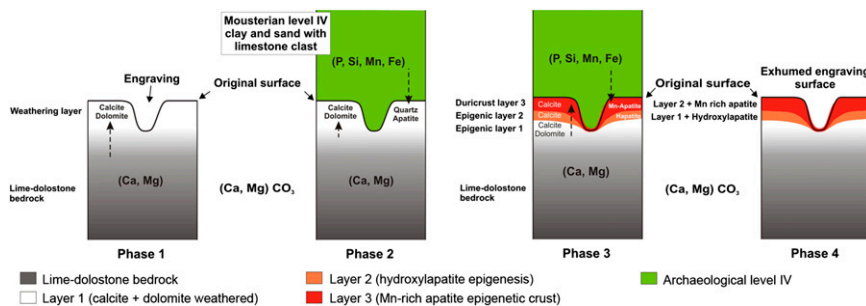 Mousterian level IV
clay and sand with
limestone clast
Engraving
Original surface
Weathering layer
Calcite
Dolomite
(Ca, Mg)
Lime-dolostone
bedrock
Phase 1
(P, Si, Mn, Fe)
Calcite
Dolomite
Quartz
Apatite
(Ca, Mg)
(Ca, Mg) CO3
Phase 2
(P, Si, Mn, Fe)
Duricrust layer 3
Epigenic layer 2
Epigenic layer 1
Calcite
Calcite
Calcite
Dolomite
Mn-Apatite
Hapatite
(Ca, Mg)
Lime-dolostone
bedrock
Phase 3
Original surface
Layer 2 + Mn rich apatite
Layer 1 + Hydroxylapatite
(Ca, Mg) CO3
Exhumed engraving
surface
Phase 4
Lime-dolostone bedrock
Layer 1 (calcite + dolomite weathered)
Layer 2 (hydroxylapatite epigenesis)
Layer 3 (Mn-rich apatite epigenetic crust)
Archaeological level IV